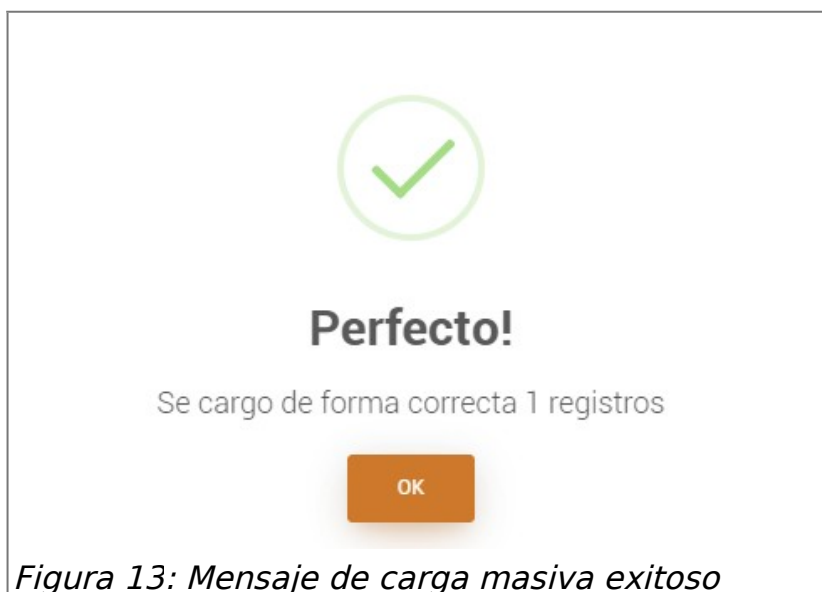 Perfecto!
Se cargo de forma correcta 1 registros
OK
Figura 13: Mensaje de carga masiva exitoso